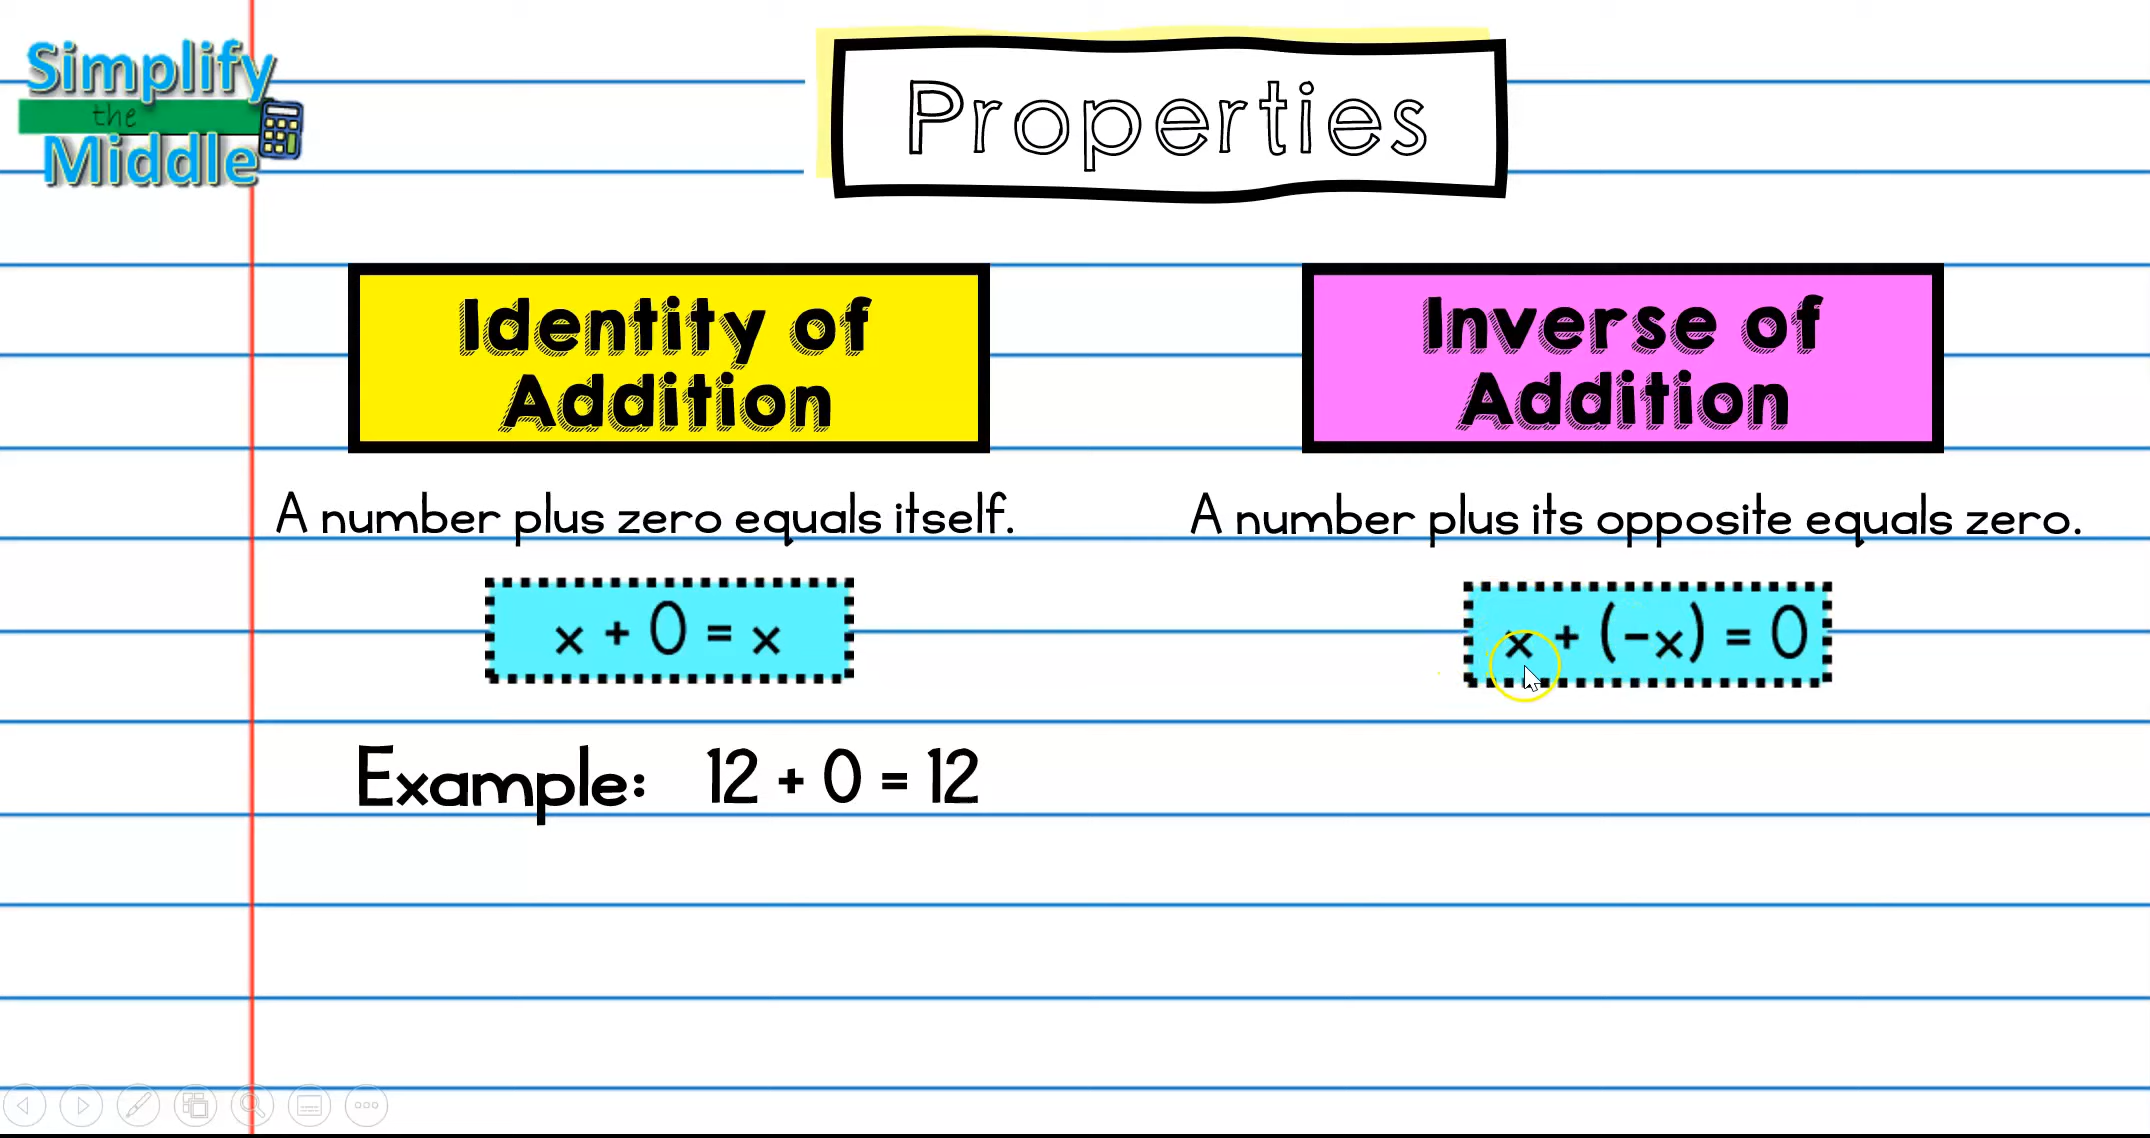 Simplify
the
Middle
Properties
Identity of
Addition
A number plus zero equals itself.
x + 0 = x
Example: 12 + 0 = 12
Inverse of
Addition
A number plus its opposite equals zero.
x + (-x) = 0